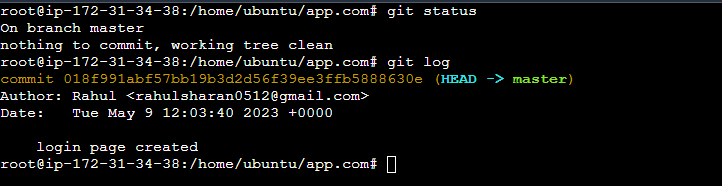 root@ip-172-31-34-38:/home/ubuntu/app.com# git status
On branch master
nothing to commit, working tree clean
root@ip-172-31-34-38:/home/ubuntu/app.com# git log
commit 018f991abf57bb19b3d2d56f39ee3ffb5888630e (HEAD -> master)
Author: Rahul <rahulsharan0512@gmail.com>
Date:   Tue May 9 12:03:40 2023 +0000
    login page created
root@ip-172-31-34-38:/home/ubuntu/app.com#